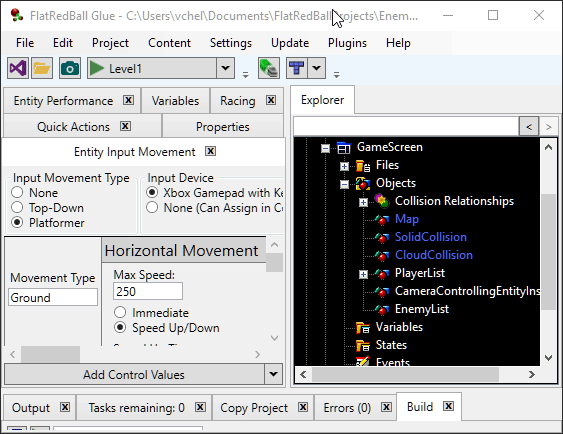 FlatRedBall Glue - C:\Users\vchel\Documents\FlatRedBall
rojects\Enem...
File Edit Project Content Settings Update Plugins Help
Level1
Entity Performance Variables Racing
Quick Actions Properties
Entity Input Movement
Input Movement Type
None
Top-Down
Platformer
Input Device
Xbox Gamepad with Ke
None (Can Assign in Co
Movement Type
Ground
Horizontal Movement
Max Speed:
250
Immediate
Speed Up/Down
Add Control Values
Explorer
< >
GameScreen
Files
Objects
Collision Relationships
Map
SolidCollision
CloudCollision
PlayerList
CameraControllingEntityIns
EnemyList
Variables
States
Events
Output Tasks remaining: 0 Copy Project Errors (0) Build